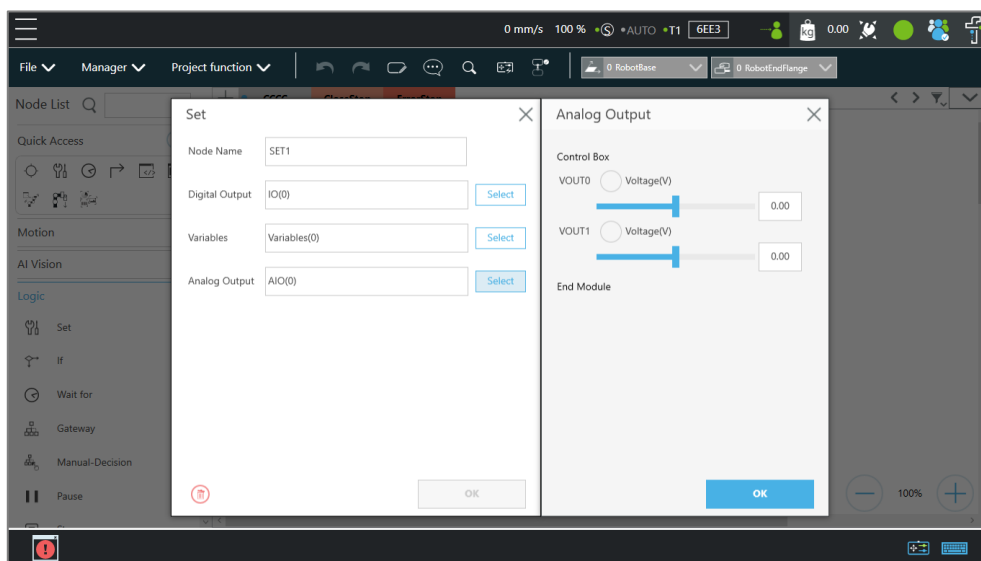 0 mm/s 100 % •Ⓢ •AUTO •T1 6EE3 kg 0.00
File Manager Project function 0 RobotBase 0 RobotEndFlange
Node List
Quick Access
Motion
AI Vision
Logic
Set
If
Wait for
Gateway
Manual-Decision
Pause
Set
Node Name SET1
Digital Output IO(0) Select
Variables Variables(0) Select
Analog Output AIO(0) Select
OK
Analog Output
Control Box
VOUT0 Voltage(V)
0.00
VOUT1 Voltage(V)
0.00
End Module
OK
100%